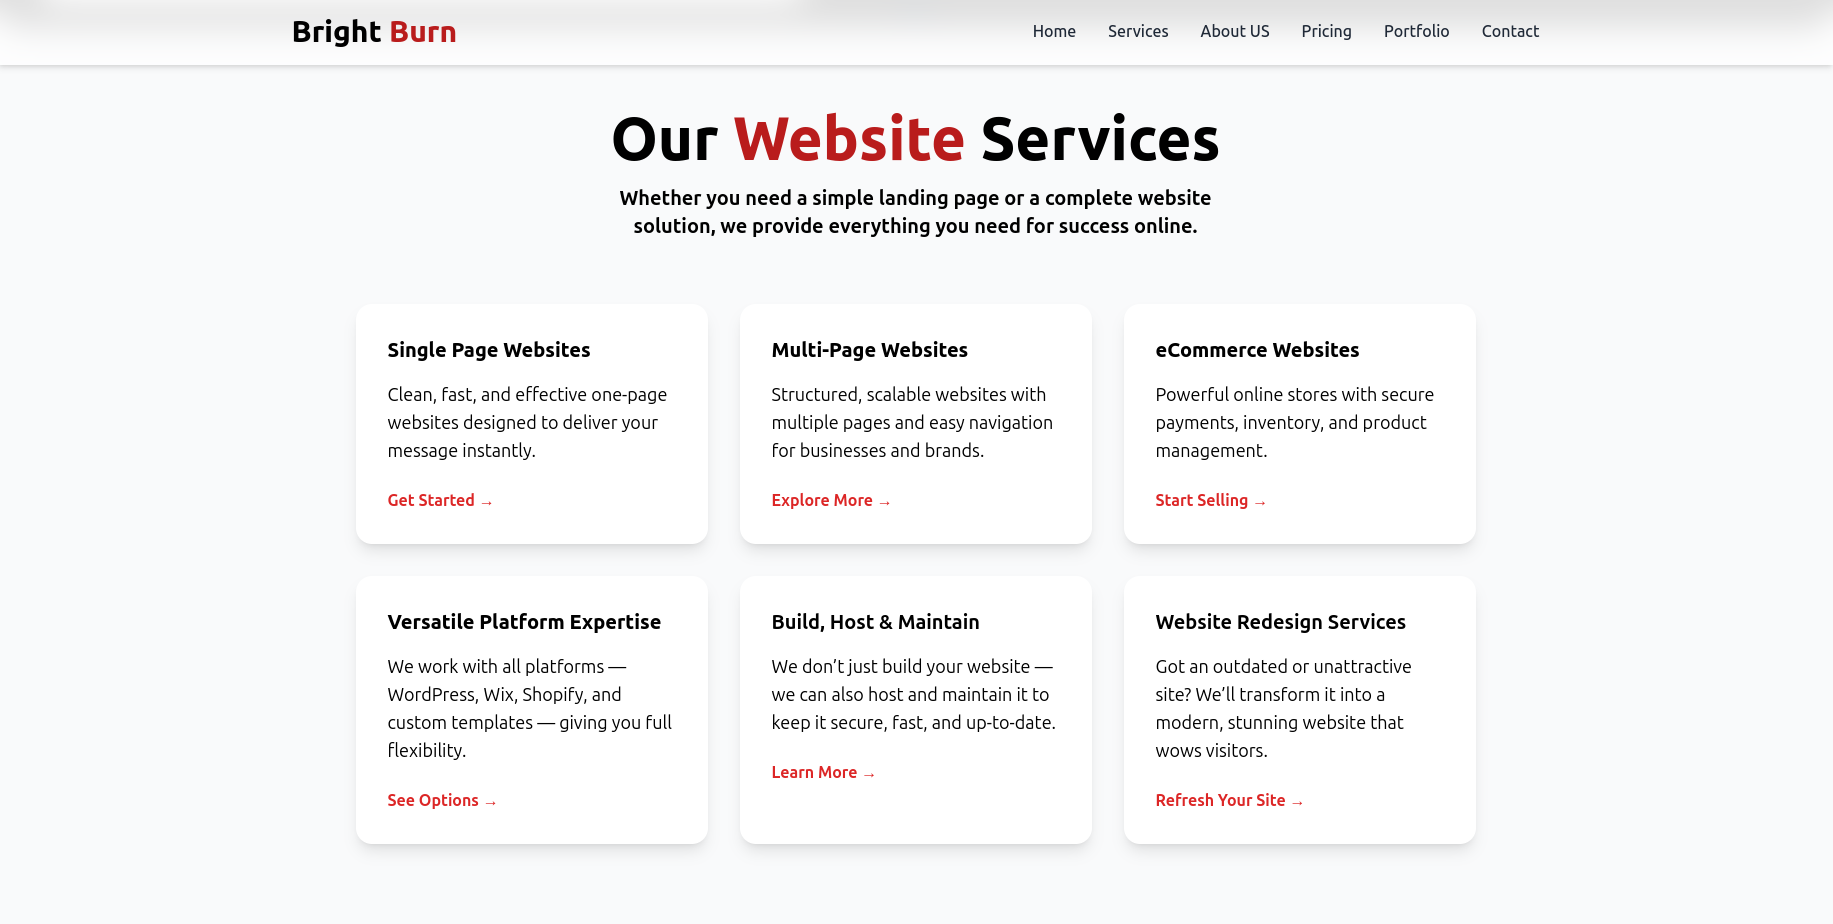 Bright Burn
Home Services About US Pricing Portfolio Contact
Our Website Services
Whether you need a simple landing page or a complete website
solution, we provide everything you need for success online.
Single Page Websites
Clean, fast, and effective one-page
websites designed to deliver your
message instantly.
Get Started →
Multi-Page Websites
Structured, scalable websites with
multiple pages and easy navigation
for businesses and brands.
Explore More →
eCommerce Websites
Powerful online stores with secure
payments, inventory, and product
management.
Start Selling →
Versatile Platform Expertise
We work with all platforms —
WordPress, Wix, Shopify, and
custom templates — giving you full
flexibility.
See Options →
Build, Host & Maintain
We don’t just build your website —
we can also host and maintain it to
keep it secure, fast, and up-to-date.
Learn More →
Website Redesign Services
Got an outdated or unattractive
site? We’ll transform it into a
modern, stunning website that
wows visitors.
Refresh Your Site →